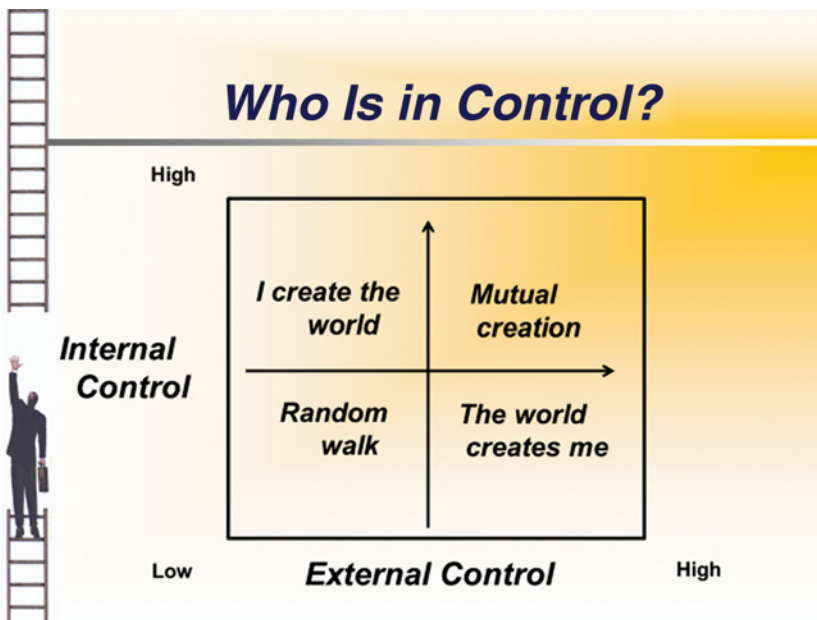 Who Is in Control?
High
I create the
world
Mutual
creation
Internal
Control
Random
walk
The world
creates me
Low
External Control
High